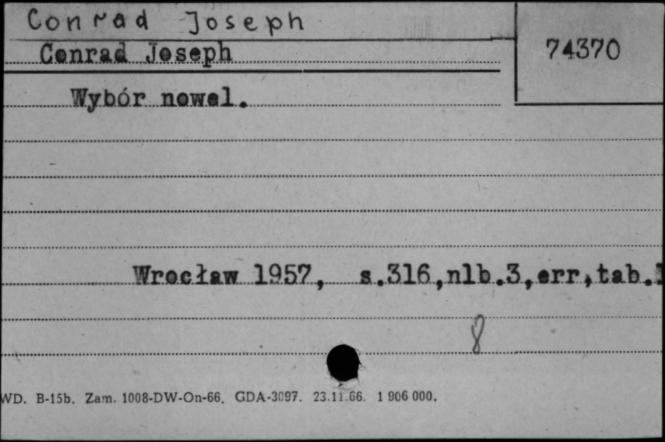 Conrad Joseph
Conrad Joseph
74370
Wybór nowel.
Wrocław 1957, s.316,nlb.3,err,tab.1
8
WD. B-15b. Zam. 1008-DW-On-66. GDA-3097. 23.11.66. 1 906 000.